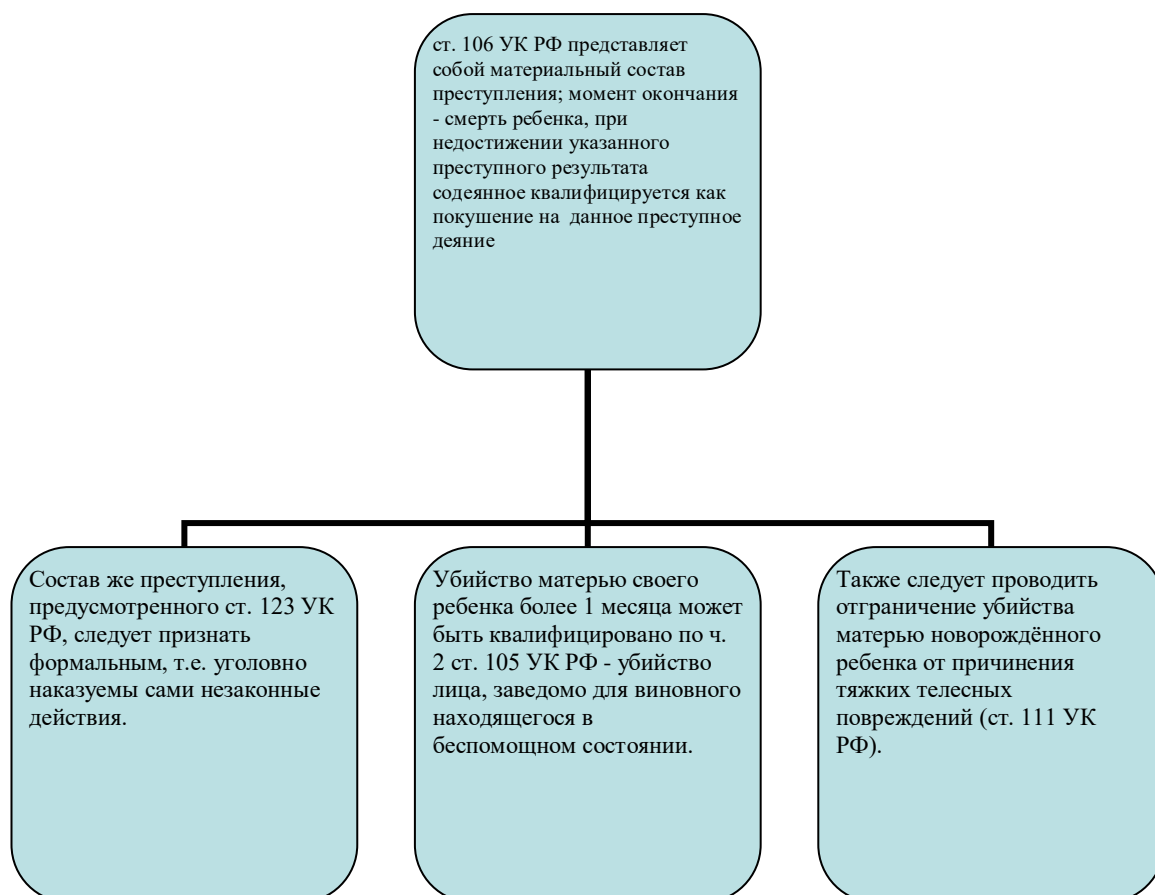 ст. 106 УК РФ представляет
собой материальный состав
преступления; момент окончания
- смерть ребенка, при
недостижении указанного
преступного результата
содеянное квалифицируется как
покушение на  данное преступное
деяние
Состав же преступления,
предусмотренного ст. 123 УК
РФ, следует признать
формальным, т.е. уголовно
наказуемы сами незаконные
действия.
Убийство матерью своего
ребенка более 1 месяца может
быть квалифицировано по ч.
2 ст. 105 УК РФ - убийство
лица, заведомо для виновного
находящегося в
беспомощном состоянии.
Также следует проводить
отграничение убийства
матерью новорождённого
ребенка от причинения
тяжких телесных
повреждений (ст. 111 УК
РФ).